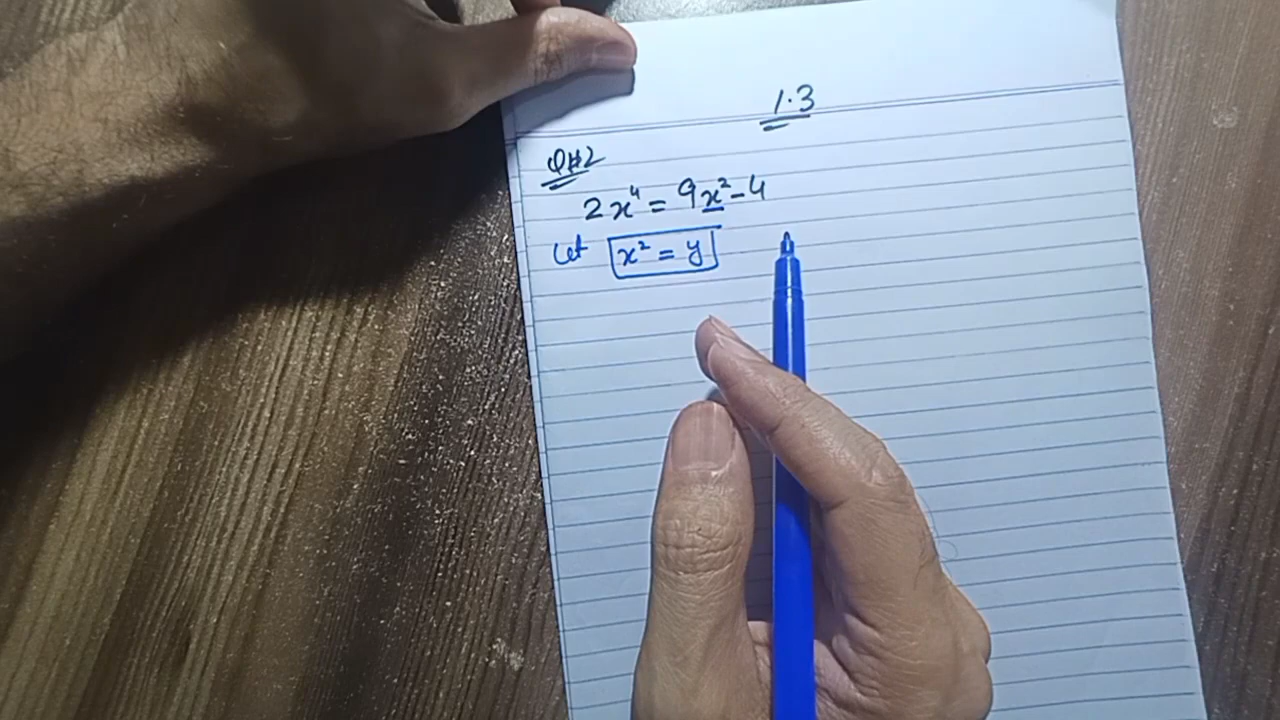 1.3
Q#2
2x⁴ = 9x² - 4
Let x² = y